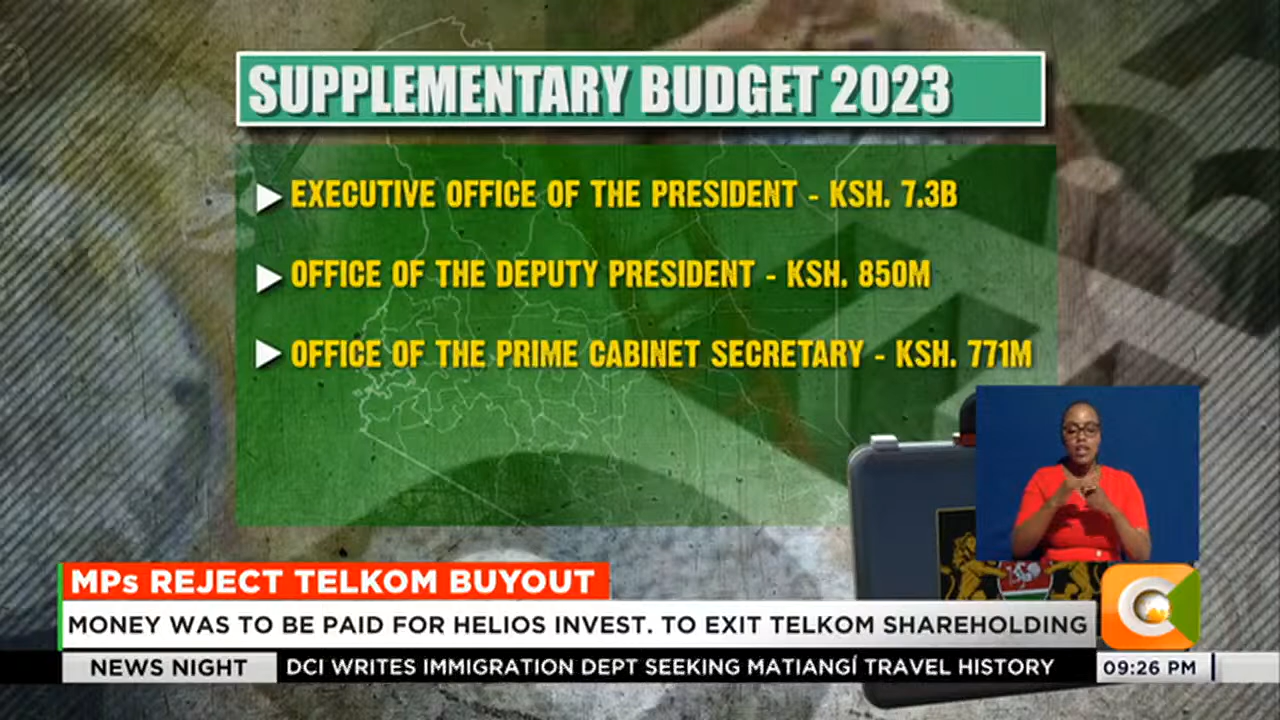 SUPPLEMENTARY BUDGET 2023
EXECUTIVE OFFICE OF THE PRESIDENT - KSH. 7.3B
OFFICE OF THE DEPUTY PRESIDENT - KSH. 850M
OFFICE OF THE PRIME CABINET SECRETARY - KSH. 771M
MPs REJECT TELKOM BUYOUT
MONEY WAS TO BE PAID FOR HELIOS INVEST. TO EXIT TELKOM SHAREHOLDING
NEWS NIGHT DCI WRITES IMMIGRATION DEPT SEEKING MATIANGÍ TRAVEL HISTORY 09:26 PM